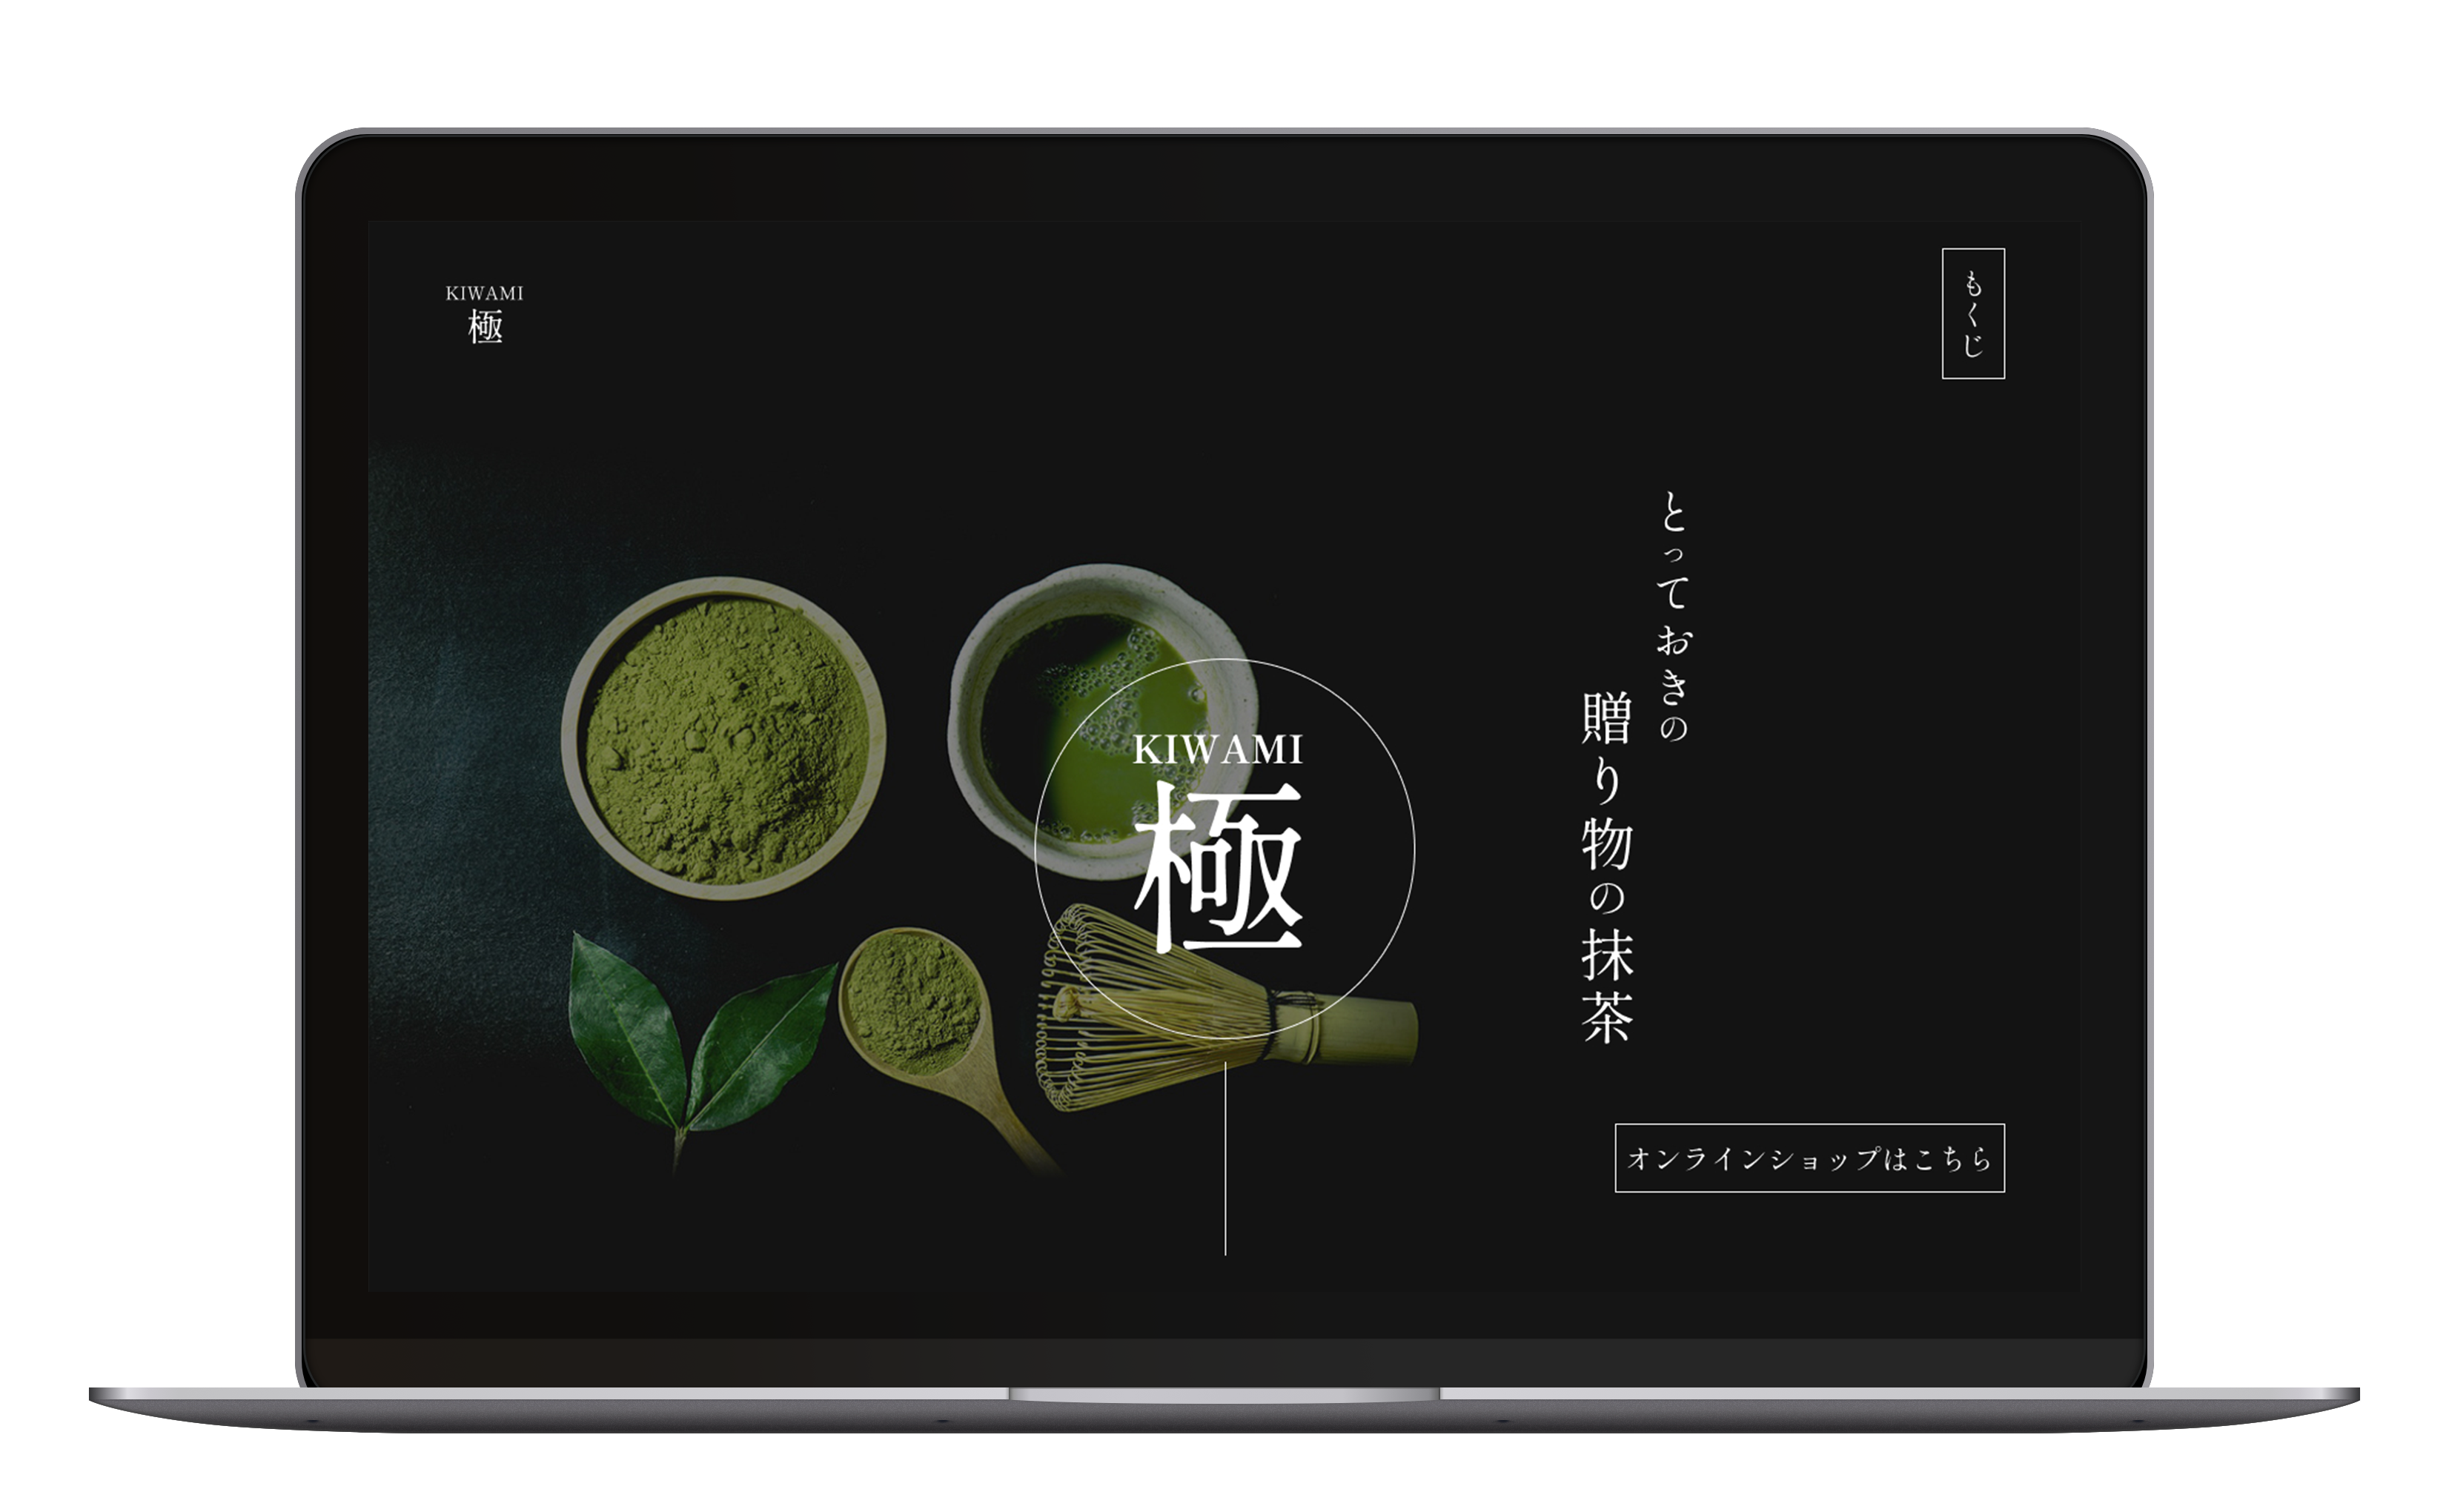 KIWAMI
極
もくじ
KIWAMI
極
とっておきの
贈り物の抹茶
オンラインショップはこちら